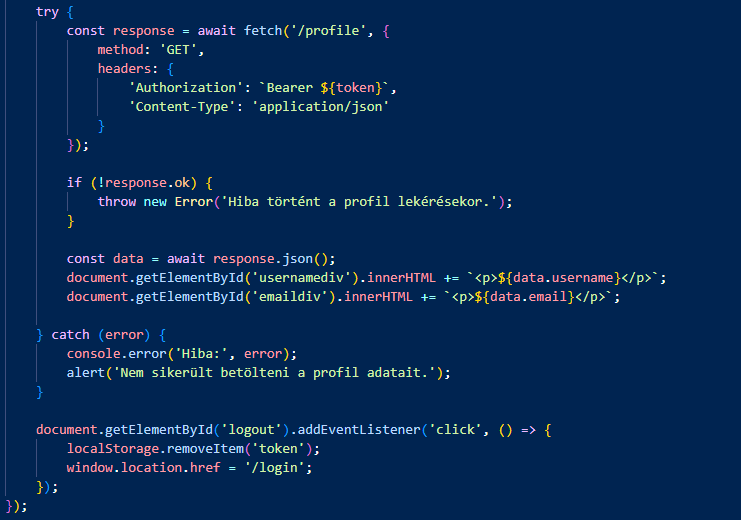 try {
const response = await fetch('/profile', {
method: 'GET',
headers: {
'Authorization': `Bearer ${token}`,
'Content-Type': 'application/json'
}
});
if (!response.ok) {
throw new Error('Hiba történt a profil lekérésekor.');
}
const data = await response.json();
document.getElementById('usernamediv').innerHTML += `<p>${data.username}</p>`;
document.getElementById('emaildiv').innerHTML += `<p>${data.email}</p>`;
} catch (error) {
console.error('Hiba:', error);
alert('Nem sikerült betölteni a profil adatait.');
}
document.getElementById('logout').addEventListener('click', () => {
localStorage.removeItem('token');
window.location.href = '/login';
});
});